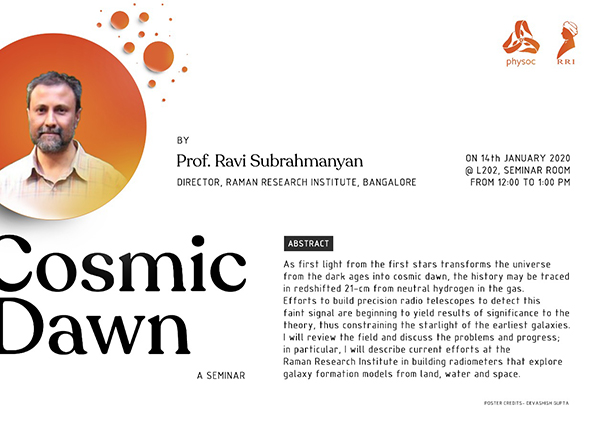 physoc
RRI
BY
Prof. Ravi Subrahmanyan
DIRECTOR, RAMAN RESEARCH INSTITUTE, BANGALORE
ON 14th JANUARY 2020
@ L202, SEMINAR ROOM
FROM 12:00 TO 1:00 PM
Cosmic
Dawn
A SEMINAR
ABSTRACT
As first light from the first stars transforms the universe
from the dark ages into cosmic dawn, the history may be traced
in redshifted 21-cm from neutral hydrogen in the gas.
Efforts to build precision radio telescopes to detect this
faint signal are beginning to yield results of significance to the
theory, thus constraining the starlight of the earliest galaxies.
I will review the field and discuss the problems and progress;
in particular, I will describe current efforts at the
Raman Research Institute in building radiometers that explore
galaxy formation models from land, water and space.
POSTER CREDITS - DEVASHISH GUPTA